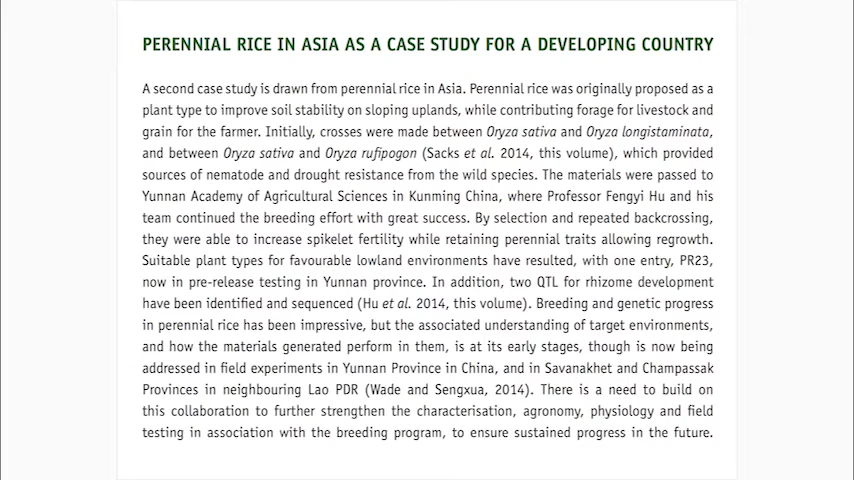 PERENNIAL RICE IN ASIA AS A CASE STUDY FOR A DEVELOPING COUNTRY
A second case study is drawn from perennial rice in Asia. Perennial rice was originally proposed as a
plant type to improve soil stability on sloping uplands, while contributing forage for livestock and
grain for the farmer. Initially, crosses were made between Oryza sativa and Oryza longistaminata,
and between Oryza sativa and Oryza rufipogon (Sacks et al. 2014, this volume), which provided
sources of nematode and drought resistance from the wild species. The materials were passed to
Yunnan Academy of Agricultural Sciences in Kunming China, where Professor Fengyi Hu and his
team continued the breeding effort with great success. By selection and repeated backcrossing,
they were able to increase spikelet fertility while retaining perennial traits allowing regrowth.
Suitable plant types for favourable lowland environments have resulted, with one entry, PR23,
now in pre-release testing in Yunnan province. In addition, two QTL for rhizome development
have been identified and sequenced (Hu et al. 2014, this volume). Breeding and genetic progress
in perennial rice has been impressive, but the associated understanding of target environments,
and how the materials generated perform in them, is at its early stages, though is now being
addressed in field experiments in Yunnan Province in China, and in Savanakhet and Champassak
Provinces in neighbouring Lao PDR (Wade and Sengxua, 2014). There is a need to build on
this collaboration to further strengthen the characterisation, agronomy, physiology and field
testing in association with the breeding program, to ensure sustained progress in the future.